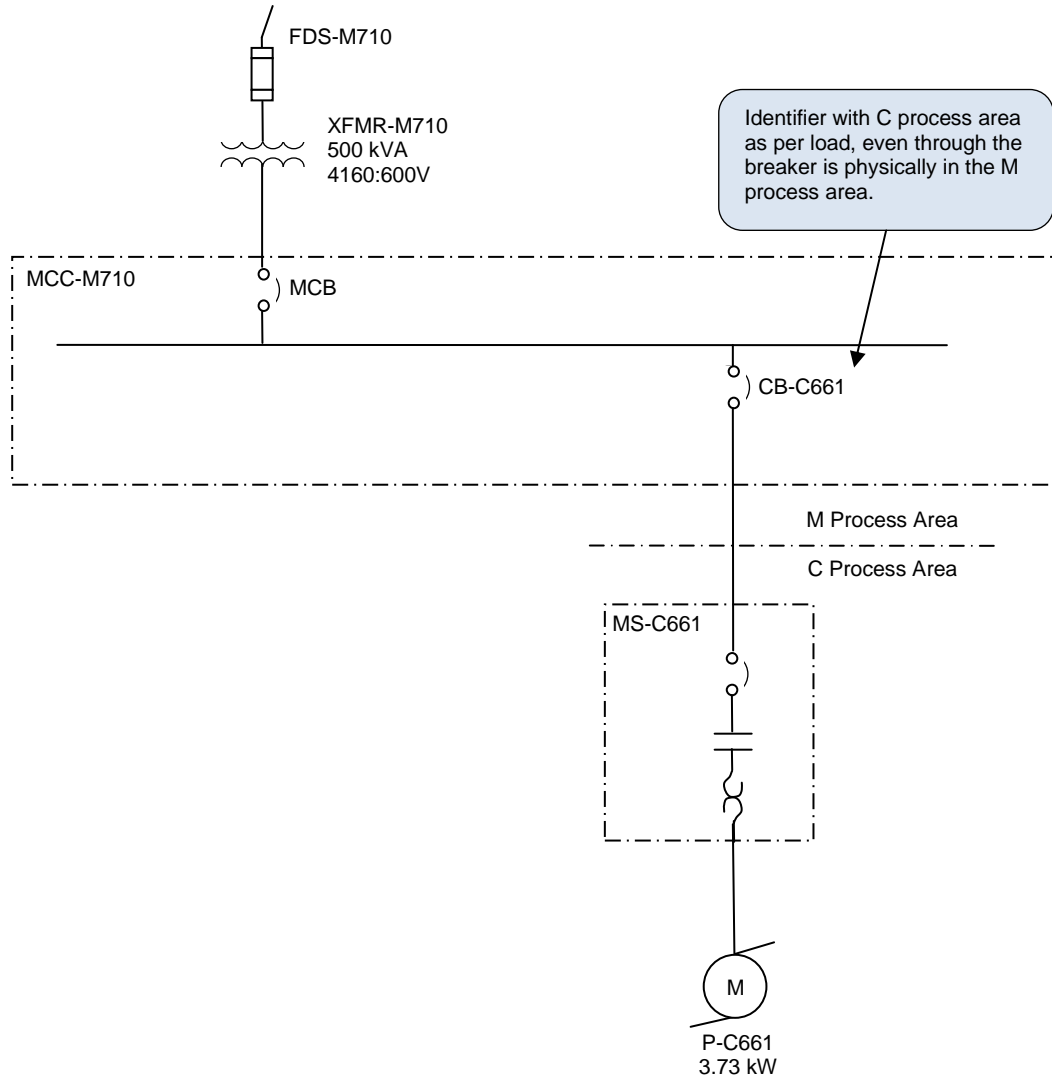 FDS-M710
XFMR-M710
500 kVA
4160:600V
Identifier with C process area
as per load, even through the
breaker is physically in the M
process area.
MCC-M710
MCB
CB-C661
M Process Area
C Process Area
MS-C661
M
P-C661
3.73 kW